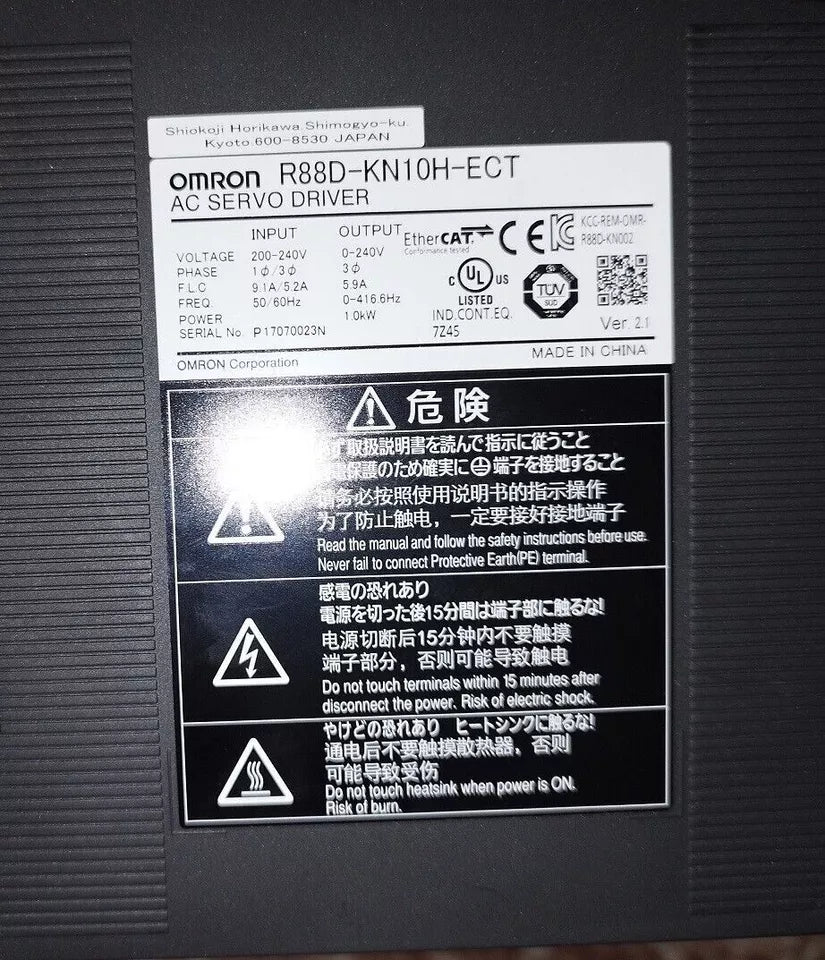 Shiokoji Horikawa, Shimogyo-ku,
Kyoto,600-8530 JAPAN
OMRON R88D-KN10H-ECT
AC SERVO DRIVER
INPUT OUTPUT
VOLTAGE 200-240V 0-240V
PHASE 1ϕ/3ϕ 3ϕ
F.L.C 9.1A/5.2A 5.9A
FREQ. 50/60Hz 0-416.6Hz
POWER 1.0kW
SERIAL No. P17070023N
EtherCAT
Conformance tested
CE
KCC-REM-OMR-
R88D-KN002
C UL US
LISTED
IND.CONT.EQ.
7Z45
TÜV
SÜD
Ver. 2.1
OMRON Corporation MADE IN CHINA
危険
取扱説明書を読んで指示に従うこと
保護のため確実に端子を接地すること
请务必按照使用说明书的指示操作
为了防止触电，一定要接好接地端子
Read the manual and follow the safety instructions before use.
Never fail to connect Protective Earth(PE) terminal.
感電の恐れあり
電源を切った後15分間は端子部に触るな!
电源切断后15分钟内不要触摸
端子部分，否则可能导致触电
Do not touch terminals within 15 minutes after
disconnect the power. Risk of electric shock.
やけどの恐れあり ヒートシンクに触るな!
通电后不要触摸散热器，否则
可能导致受伤
Do not touch heatsink when power is ON.
Risk of burn.